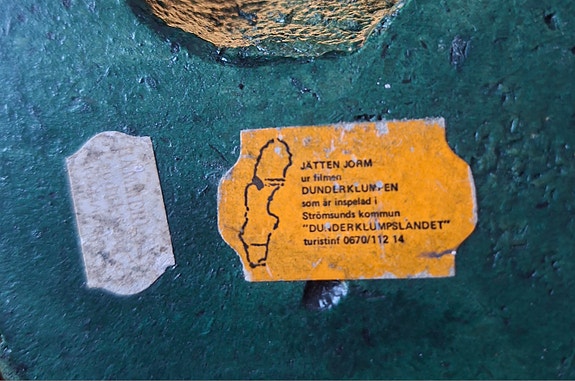 JÄTTEN JORM
ur filmen
DUNDERKLUMPEN
som är inspelad i
Strömsunds kommun
"DUNDERKLUMPSLANDET"
turistinf 0670/112 14